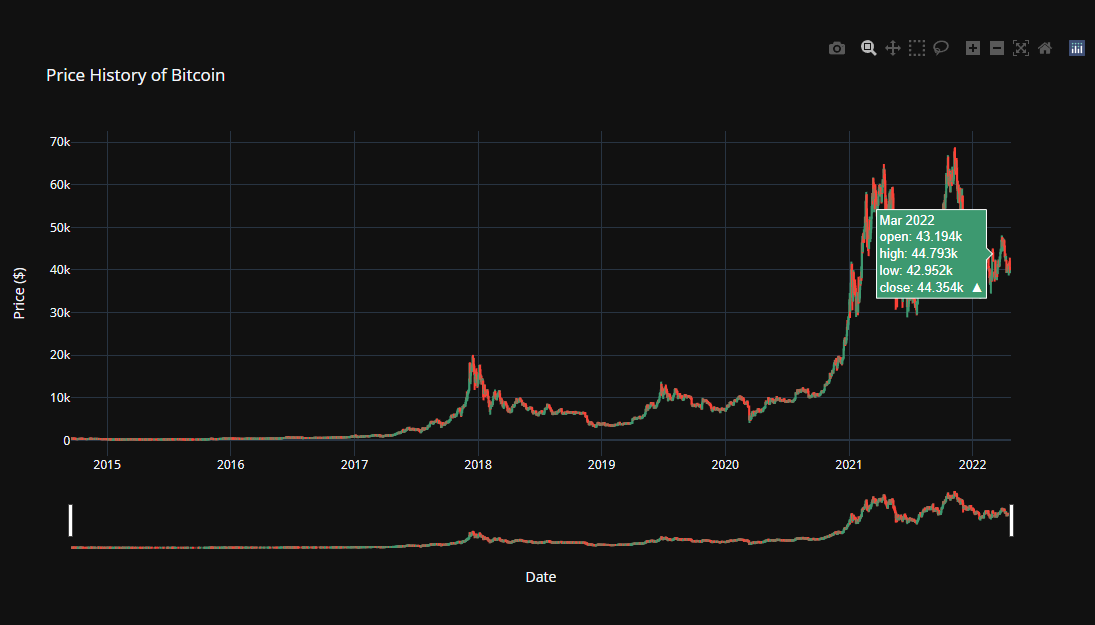 Price History of Bitcoin
70k
60k
50k
40k
30k
20k
10k
0
Price ($)
Mar 2022
open: 43.194k
high: 44.793k
low: 42.952k
close: 44.354k ▲
2015 2016 2017 2018 2019 2020 2021 2022
Date